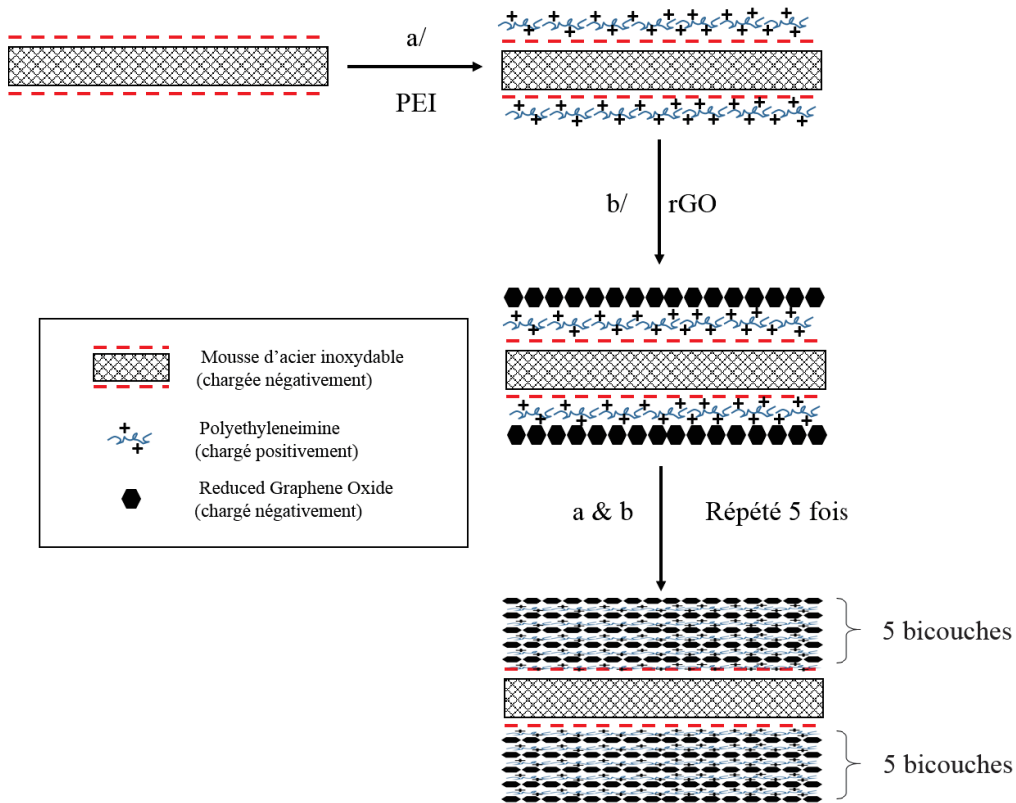 a/
PEI
b/ rGO
Mousse d’acier inoxydable
(chargée négativement)
Polyethyleneimine
(chargé positivement)
Reduced Graphene Oxide
(chargé négativement)
a & b Répété 5 fois
5 bicouches
5 bicouches